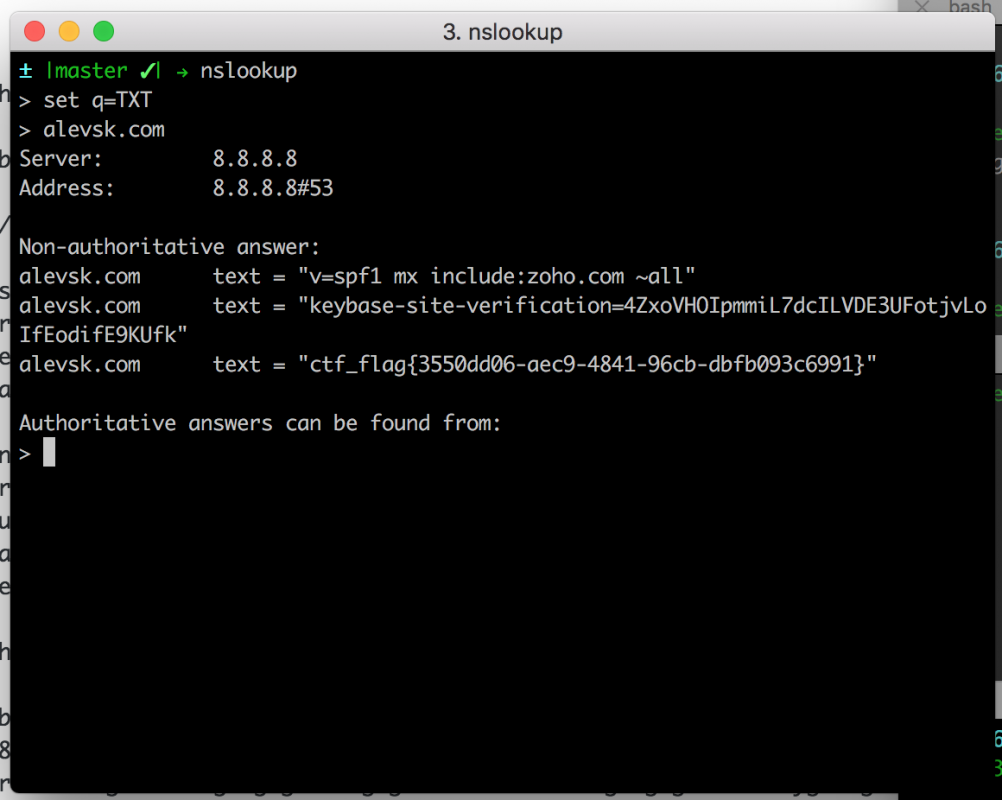 bash
3. nslookup
± |master ✓| → nslookup
> set q=TXT
> alevsk.com
Server: 8.8.8.8
Address: 8.8.8.8#53
Non-authoritative answer:
alevsk.com text = "v=spf1 mx include:zoho.com ~all"
alevsk.com text = "keybase-site-verification=4ZxoVHOIpmmiL7dcILVDE3UFotjvLo
IfEodifE9KUfk"
alevsk.com text = "ctf_flag{3550dd06-aec9-4841-96cb-dbfb093c6991}"
Authoritative answers can be found from:
>